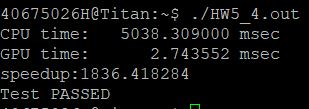 40675026H@Titan:~$ ./HW5_4.out
CPU time:    5038.309000 msec
GPU time:       2.743552 msec
speedup:1836.418284
Test PASSED